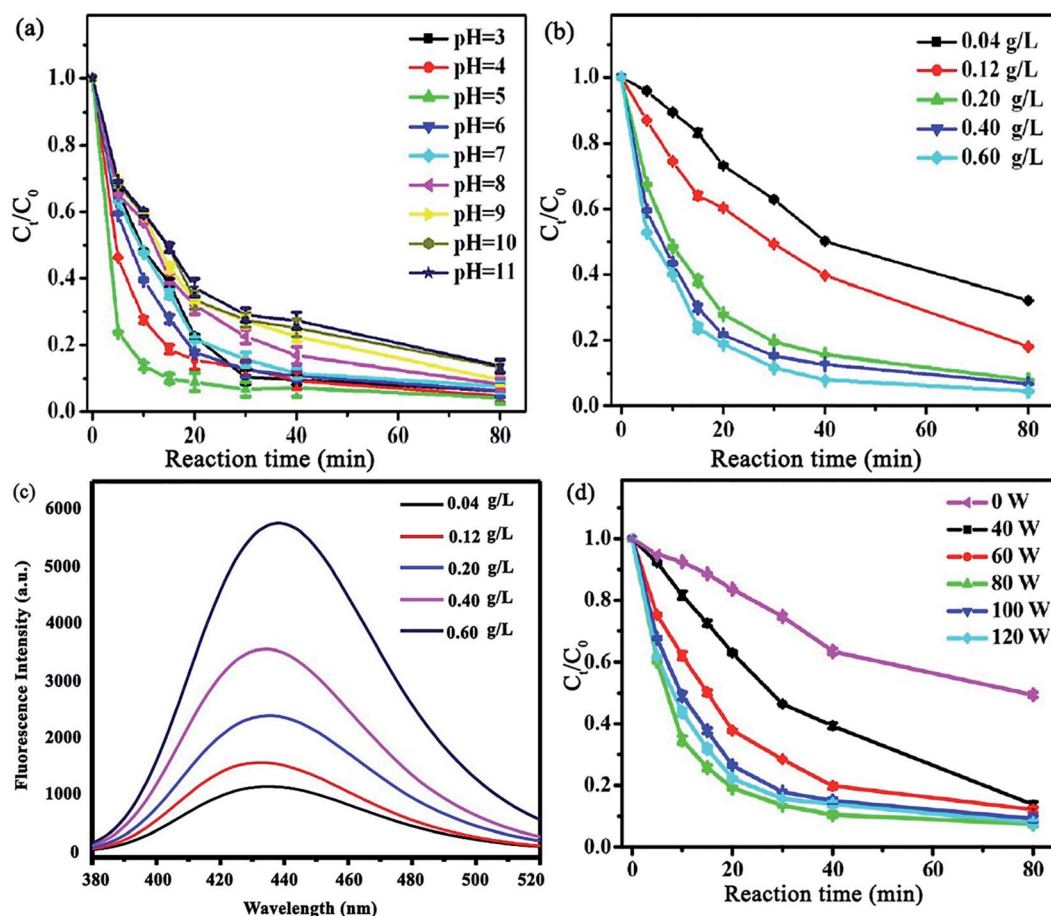 (a)
pH=3
pH=4
pH=5
pH=6
pH=7
pH=8
pH=9
pH=10
pH=11
1.0
0.8
0.6
0.4
0.2
0.0
Ct/C0
0 20 40 60 80
Reaction time (min)
(b)
0.04 g/L
0.12 g/L
0.20 g/L
0.40 g/L
0.60 g/L
1.0
0.8
0.6
0.4
0.2
0.0
Ct/C0
0 20 40 60 80
Reaction time (min)
(c)
0.04 g/L
0.12 g/L
0.20 g/L
0.40 g/L
0.60 g/L
6000
5000
4000
3000
2000
1000
0
Fluorescence Intensity (a.u.)
380 400 420 440 460 480 500 520
Wavelength (nm)
(d)
0 W
40 W
60 W
80 W
100 W
120 W
1.0
0.8
0.6
0.4
0.2
0.0
Ct/C0
0 20 40 60 80
Reaction time (min)